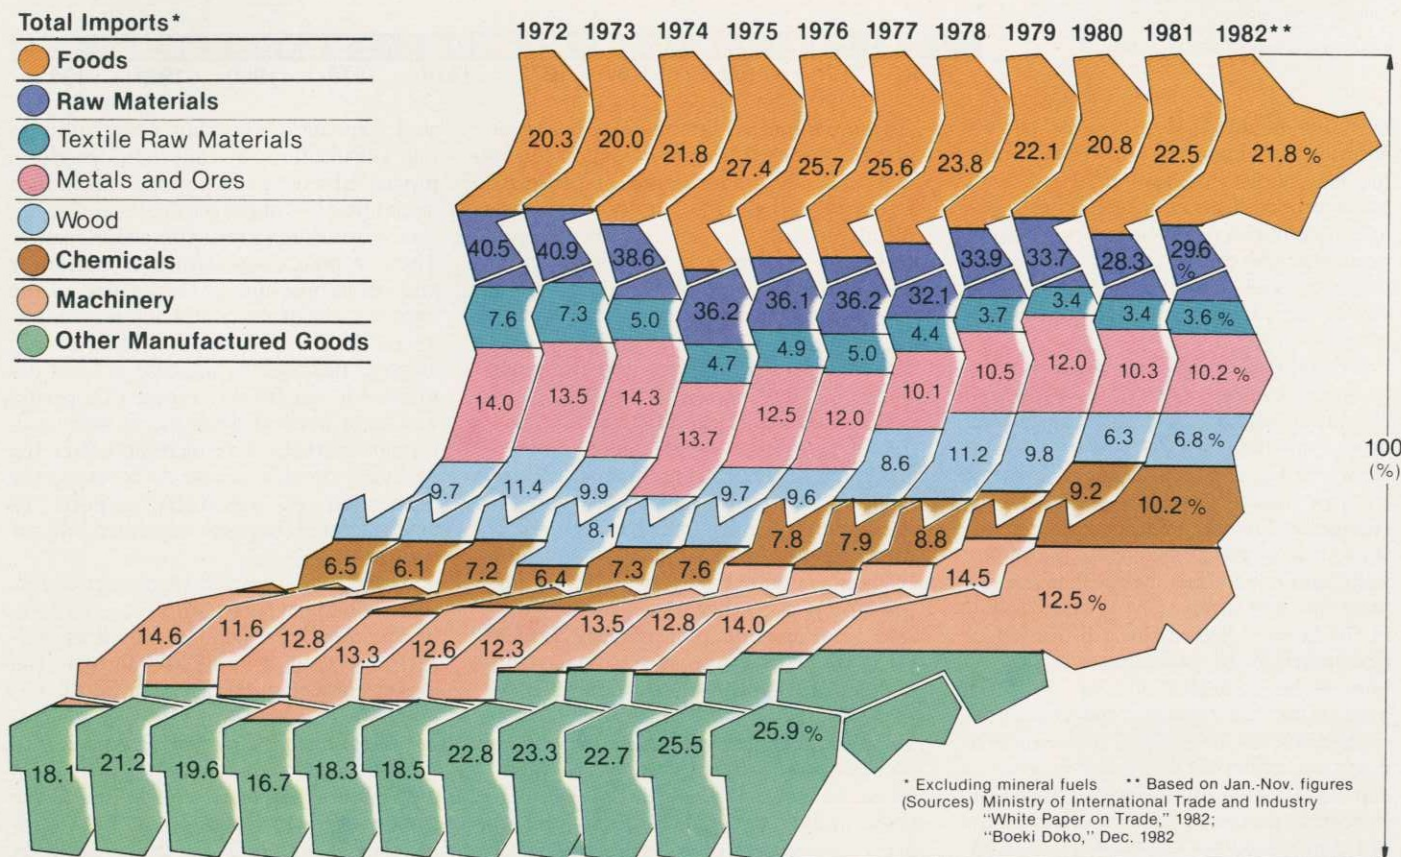 Total Imports*
Foods
Raw Materials
Textile Raw Materials
Metals and Ores
Wood
Chemicals
Machinery
Other Manufactured Goods
1972 1973 1974 1975 1976 1977 1978 1979 1980 1981 1982**
20.3 20.0 21.8 27.4 25.7 25.6 23.8 22.1 20.8 22.5 21.8 %
40.5 40.9 38.6 36.2 36.1 36.2 32.1 33.9 33.7 28.3 29.6 %
7.6 7.3 5.0 4.7 4.9 5.0 4.4 3.7 3.4 3.4 3.6 %
14.0 13.5 14.3 13.7 12.5 12.0 10.1 10.5 12.0 10.3 10.2 %
9.7 11.4 9.9 8.1 9.7 9.6 8.6 11.2 9.8 6.3 6.8 %
6.5 6.1 7.2 6.4 7.3 7.6 7.8 7.9 8.8 9.2 10.2 %
14.6 11.6 12.8 13.3 12.6 12.3 13.5 12.8 14.0 14.5 12.5 %
18.1 21.2 19.6 16.7 18.3 18.5 22.8 23.3 22.7 25.5 25.9 %
100
(%)
* Excluding mineral fuels ** Based on Jan.-Nov. figures
(Sources) Ministry of International Trade and Industry
"White Paper on Trade," 1982;
"Boeki Doko," Dec. 1982